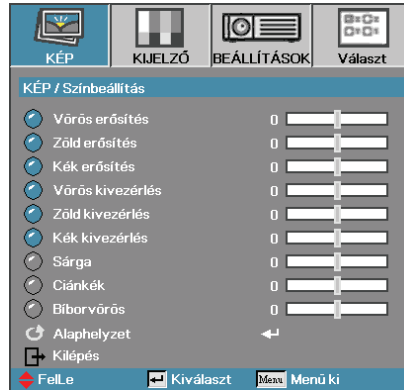 KÉP KIJELZŐ BEÁLLÍTÁSOK Választ
KÉP / Színbeállítás
Vörös erősítés 0
Zöld erősítés 0
Kék erősítés 0
Vörös kivezérlés 0
Zöld kivezérlés 0
Kék kivezérlés 0
Sárga 0
Ciánkék 0
Bíborvörös 0
Alaphelyzet
Kilépés
FelLe Kiválaszt Menu Menü ki